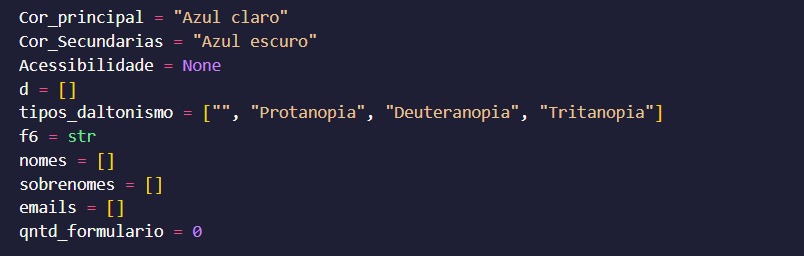 Cor_principal = "Azul claro"
Cor_Secundarias = "Azul escuro"
Acessibilidade = None
d = []
tipos_daltonismo = ["", "Protanopia", "Deuteranopia", "Tritanopia"]
f6 = str
nomes = []
sobrenomes = []
emails = []
qntd_formulario = 0